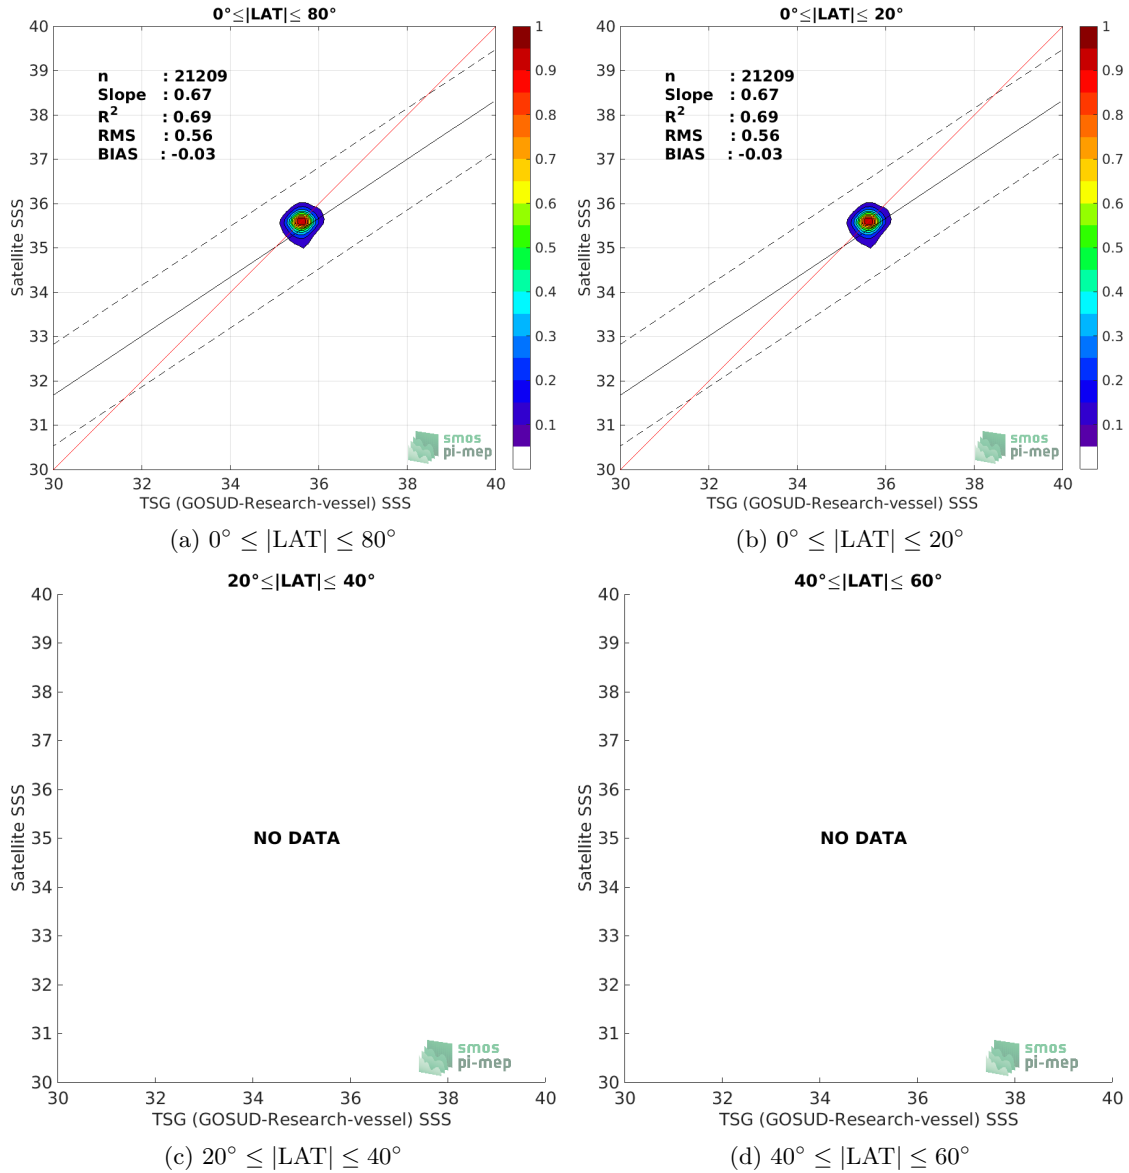 0°≤|LAT|≤ 80°
40
39
38
37
36
35
34
33
32
31
30
Satellite SSS
n : 21209
Slope : 0.67
R² : 0.69
RMS : 0.56
BIAS : -0.03
1
0.9
0.8
0.7
0.6
0.5
0.4
0.3
0.2
0.1
smos
pi-mep
30 32 34 36 38 40
TSG (GOSUD-Research-vessel) SSS
(a) 0° ≤ |LAT| ≤ 80°
0°≤|LAT|≤ 20°
40
39
38
37
36
35
34
33
32
31
30
Satellite SSS
n : 21209
Slope : 0.67
R² : 0.69
RMS : 0.56
BIAS : -0.03
1
0.9
0.8
0.7
0.6
0.5
0.4
0.3
0.2
0.1
smos
pi-mep
30 32 34 36 38 40
TSG (GOSUD-Research-vessel) SSS
(b) 0° ≤ |LAT| ≤ 20°
20°≤|LAT|≤ 40°
40
39
38
37
36
35
34
33
32
31
30
Satellite SSS
NO DATA
smos
pi-mep
30 32 34 36 38 40
TSG (GOSUD-Research-vessel) SSS
(c) 20° ≤ |LAT| ≤ 40°
40°≤|LAT|≤ 60°
40
39
38
37
36
35
34
33
32
31
30
Satellite SSS
NO DATA
smos
pi-mep
30 32 34 36 38 40
TSG (GOSUD-Research-vessel) SSS
(d) 40° ≤ |LAT| ≤ 60°